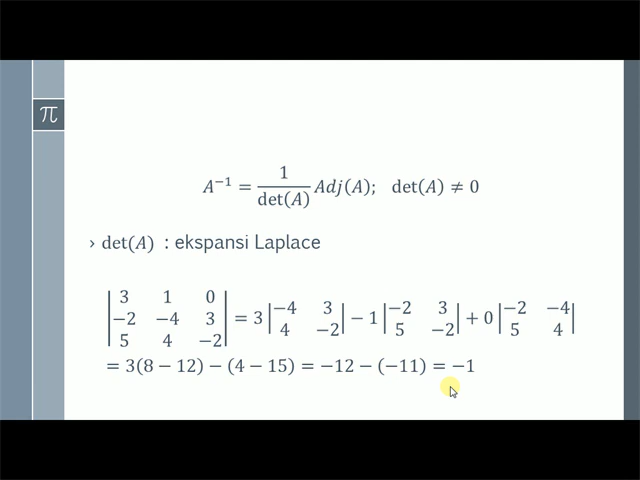 π
A⁻¹ = 1/det(A) Adj(A); det(A) ≠ 0
› det(A) : ekspansi Laplace
|3 1 0|
|−2 −4 3| = 3 |−4 3; 4 −2| − 1 |−2 3; 5 −2| + 0 |−2 −4; 5 4|
|5 4 −2|
= 3(8 − 12) − (4 − 15) = −12 − (−11) = −1